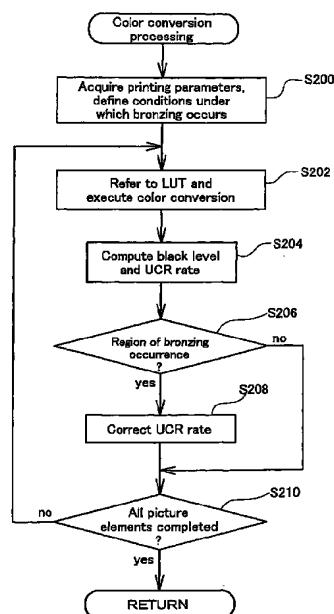 Color conversion
processing
S200
Acquire printing parameters,
define conditions under
which bronzing occurs
S202
Refer to LUT and
execute color conversion
S204
Compute black level
and UCR rate
S206
Region of bronzing
occurrence
?
no
yes
S208
Correct UCR rate
S210
All picture
elements completed
?
no
yes
RETURN